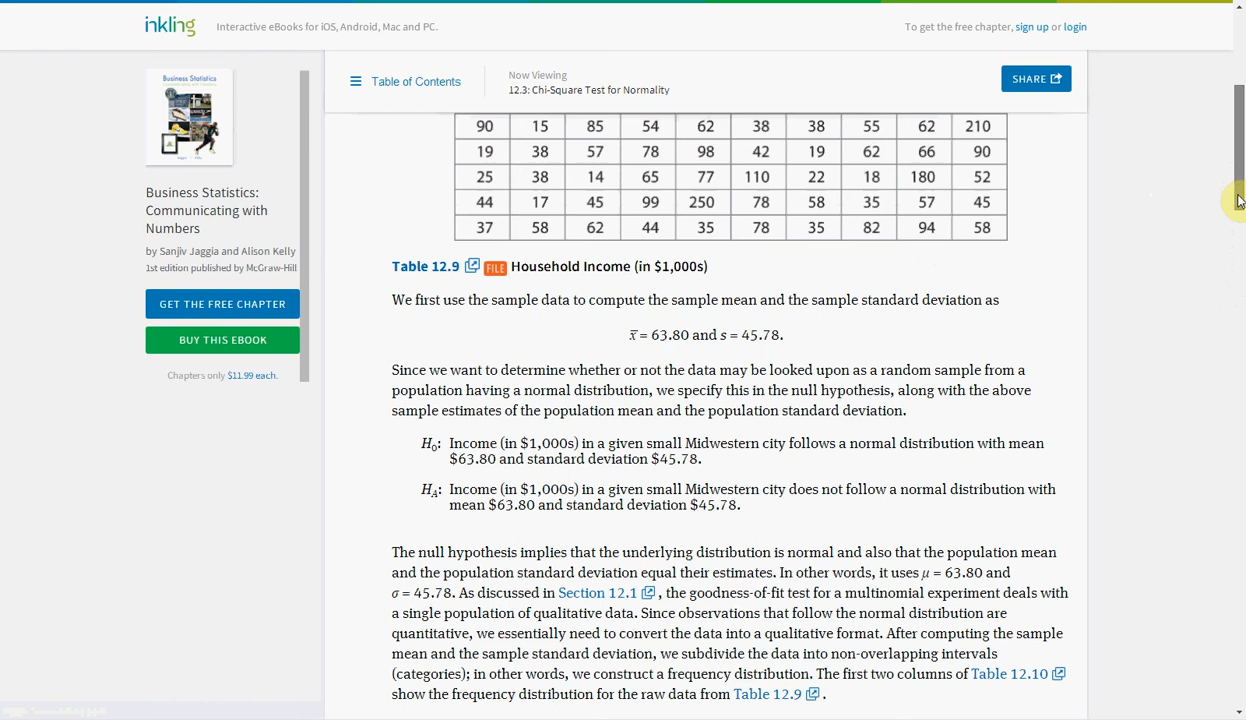 inkling
Interactive eBooks for iOS, Android, Mac and PC.
To get the free chapter, sign up or login
Table of Contents
Now Viewing
12.3: Chi-Square Test for Normality
SHARE
Business Statistics
Business Statistics:
Communicating with
Numbers
by Sanjiv Jaggia and Alison Kelly
1st edition published by McGraw-Hill
GET THE FREE CHAPTER
BUY THIS EBOOK
Chapters only $11.99 each.
90 15 85 54 62 38 38 55 62 210
19 38 57 78 98 42 19 62 66 90
25 38 14 65 77 110 22 18 180 52
44 17 45 99 250 78 58 35 57 45
37 58 62 44 35 78 35 82 94 58
Table 12.9 FILE Household Income (in $1,000s)
We first use the sample data to compute the sample mean and the sample standard deviation as
x̄ = 63.80 and s = 45.78.
Since we want to determine whether or not the data may be looked upon as a random sample from a
population having a normal distribution, we specify this in the null hypothesis, along with the above
sample estimates of the population mean and the population standard deviation.
H0: Income (in $1,000s) in a given small Midwestern city follows a normal distribution with mean
$63.80 and standard deviation $45.78.
HA: Income (in $1,000s) in a given small Midwestern city does not follow a normal distribution with
mean $63.80 and standard deviation $45.78.
The null hypothesis implies that the underlying distribution is normal and also that the population mean
and the population standard deviation equal their estimates. In other words, it uses μ = 63.80 and
σ = 45.78. As discussed in Section 12.1, the goodness-of-fit test for a multinomial experiment deals with
a single population of qualitative data. Since observations that follow the normal distribution are
quantitative, we essentially need to convert the data into a qualitative format. After computing the sample
mean and the sample standard deviation, we subdivide the data into non-overlapping intervals
(categories); in other words, we construct a frequency distribution. The first two columns of Table 12.10
show the frequency distribution for the raw data from Table 12.9.